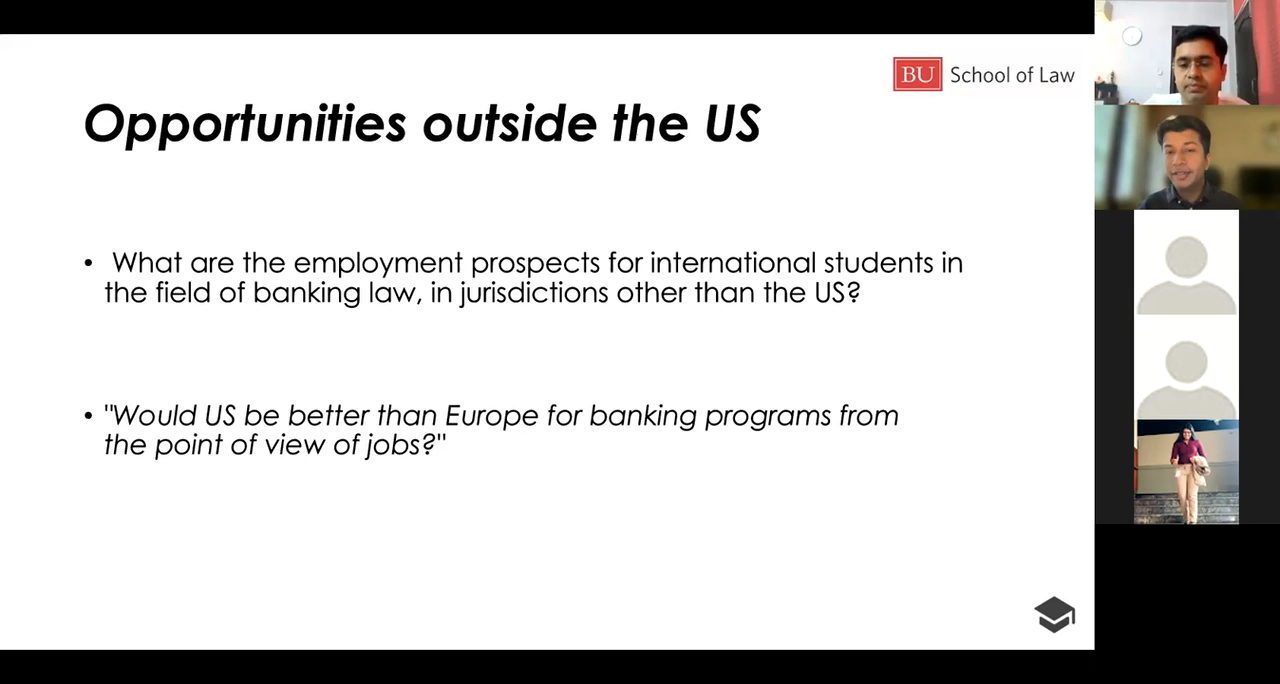 BU School of Law
Opportunities outside the US
• What are the employment prospects for international students in
the field of banking law, in jurisdictions other than the US?
• "Would US be better than Europe for banking programs from
the point of view of jobs?"